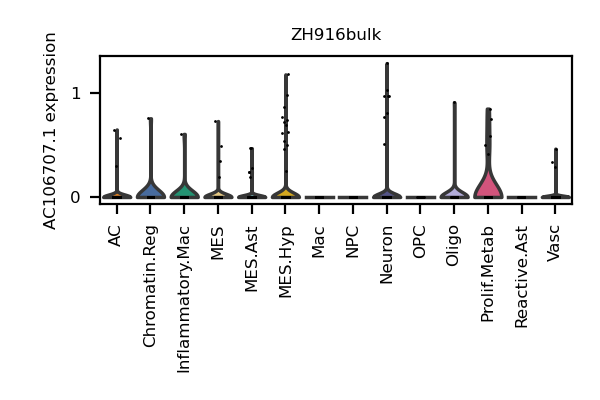 ZH916bulk
AC106707.1 expression
1
0
AC
Chromatin.Reg
Inflammatory.Mac
MES
MES.Ast
MES.Hyp
Mac
NPC
Neuron
OPC
Oligo
Prolif.Metab
Reactive.Ast
Vasc